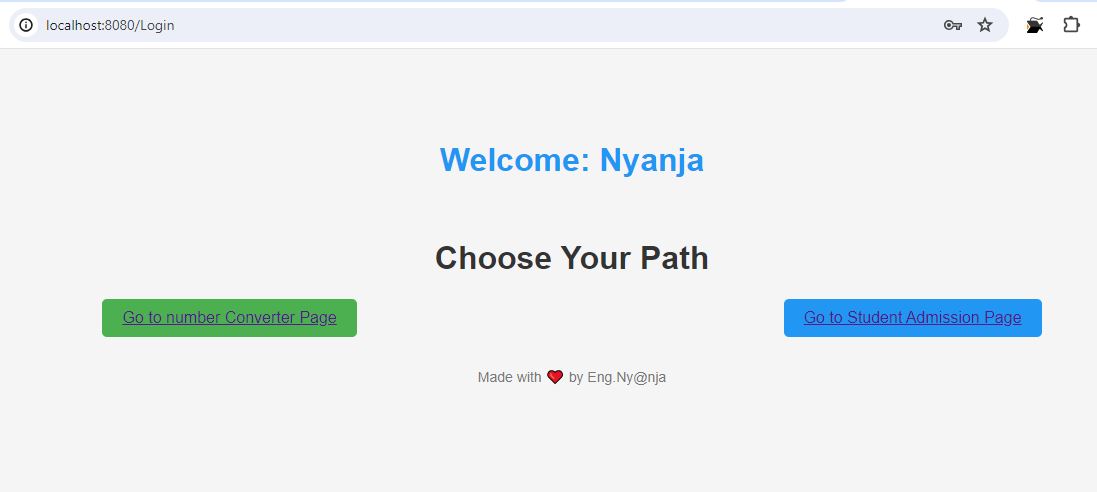 localhost:8080/Login
Welcome: Nyanja
Choose Your Path
Go to number Converter Page
Go to Student Admission Page
Made with ❤ by Eng.Ny@nja